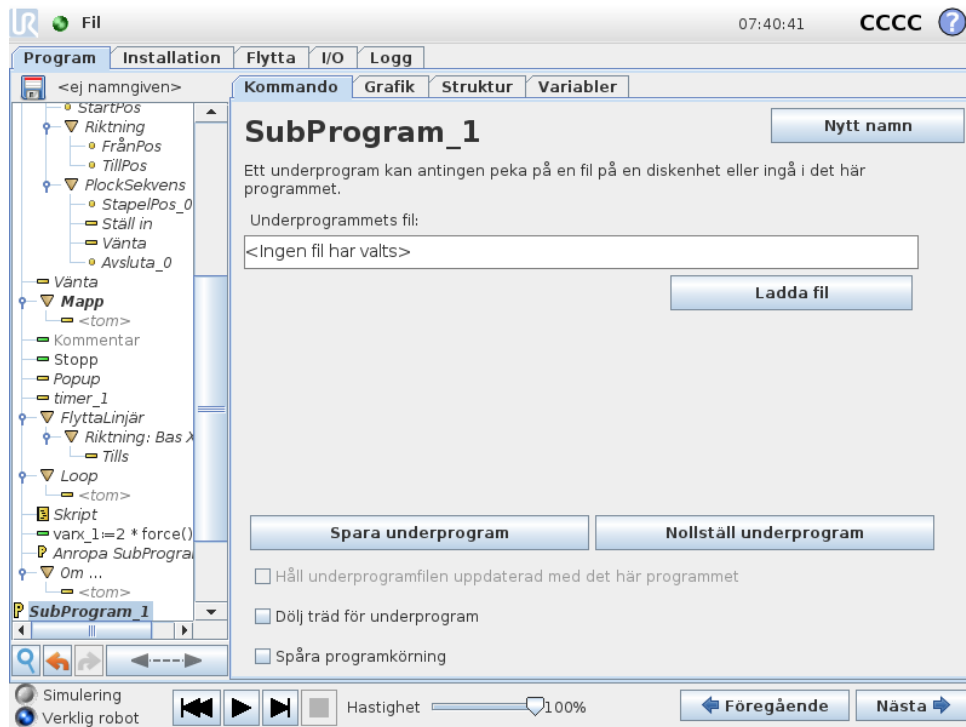 UR Fil 07:40:41 CCCC ?
Program Installation Flytta I/O Logg
<ej namngiven>
StartPos
Riktning
FrånPos
TillPos
PlockSekvens
StapelPos_0
Ställ in
Vänta
Avsluta_0
Vänta
Mapp
<tom>
Kommentar
Stopp
Popup
timer_1
FlyttaLinjär
Riktning: Bas X
Tills
Loop
<tom>
Skript
varx_1:=2 * force()
Anropa SubPrograi
Om ...
<tom>
SubProgram_1
Kommando Grafik Struktur Variabler
SubProgram_1
Nytt namn
Ett underprogram kan antingen peka på en fil på en diskenhet eller ingå i det här
programmet.
Underprogrammets fil:
<Ingen fil har valts>
Ladda fil
Spara underprogram Nollställ underprogram
Håll underprogramfilen uppdaterad med det här programmet
Dölj träd för underprogram
Spåra programkörning
Simulering
Verklig robot
Hastighet 100%
Föregående Nästa